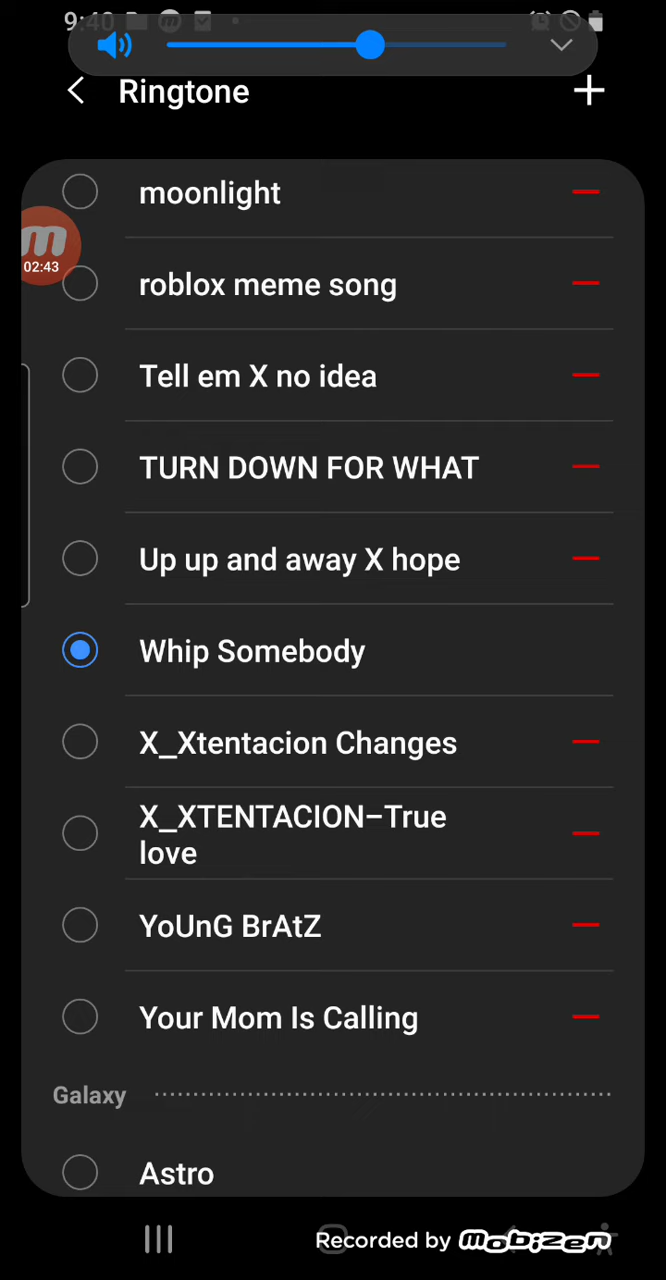 9:40
Ringtone
moonlight
m
02:43
roblox meme song
Tell em X no idea
TURN DOWN FOR WHAT
Up up and away X hope
Whip Somebody
X_Xtentacion Changes
X_XTENTACION–True
love
YoUnG BrAtZ
Your Mom Is Calling
Galaxy
Astro
Recorded by mobizen